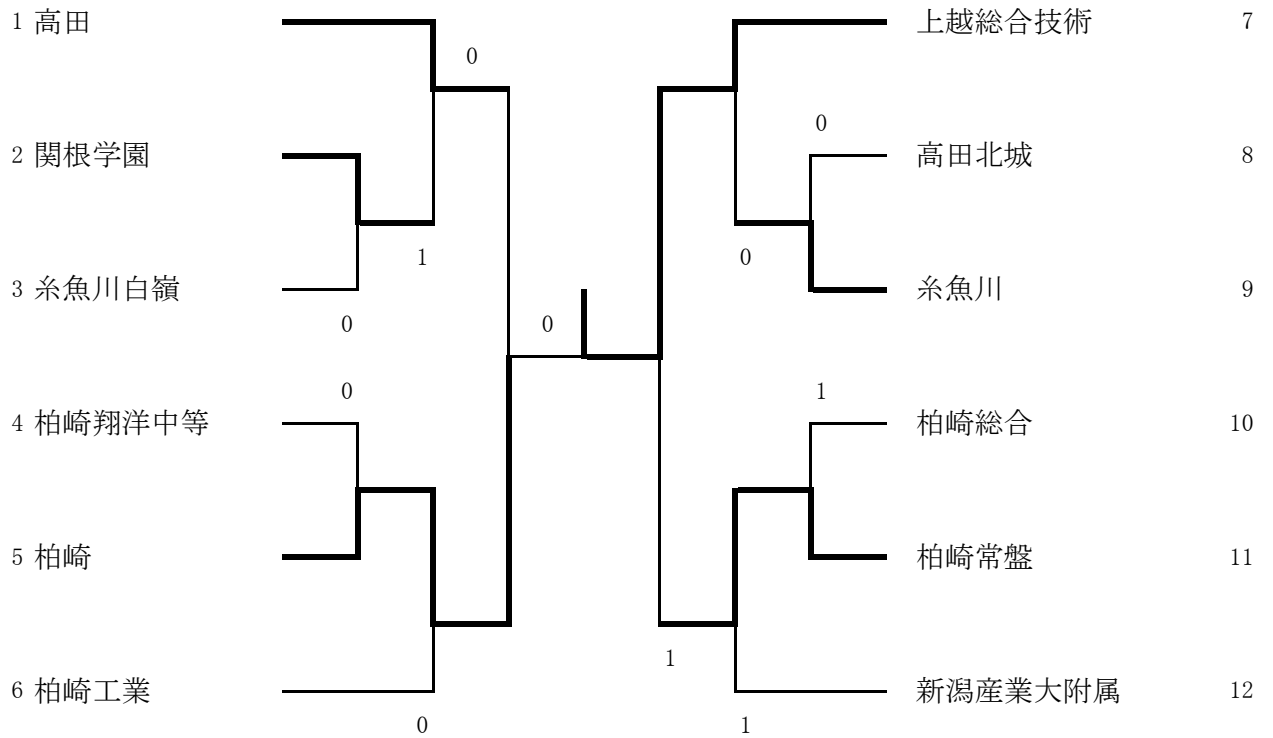 1 高田
0
2 関根学園
1
3 糸魚川白嶺
0
0
0
4 柏崎翔洋中等
5 柏崎
6 柏崎工業
0
上越総合技術 7
0
高田北城 8
0
糸魚川 9
1
柏崎総合 10
柏崎常盤 11
1
新潟産業大附属 12
1